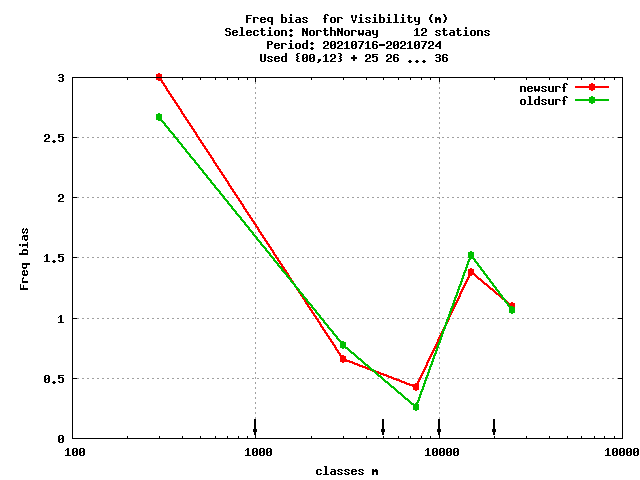 Freq bias  for Visibility (m)
Selection: NorthNorway     12 stations
Period: 20210716-20210724
Used {00,12} + 25 26 ... 36
newsurf
oldsurf
3
2.5
2
1.5
1
0.5
0
Freq bias
100
1000
10000
10000
classes m